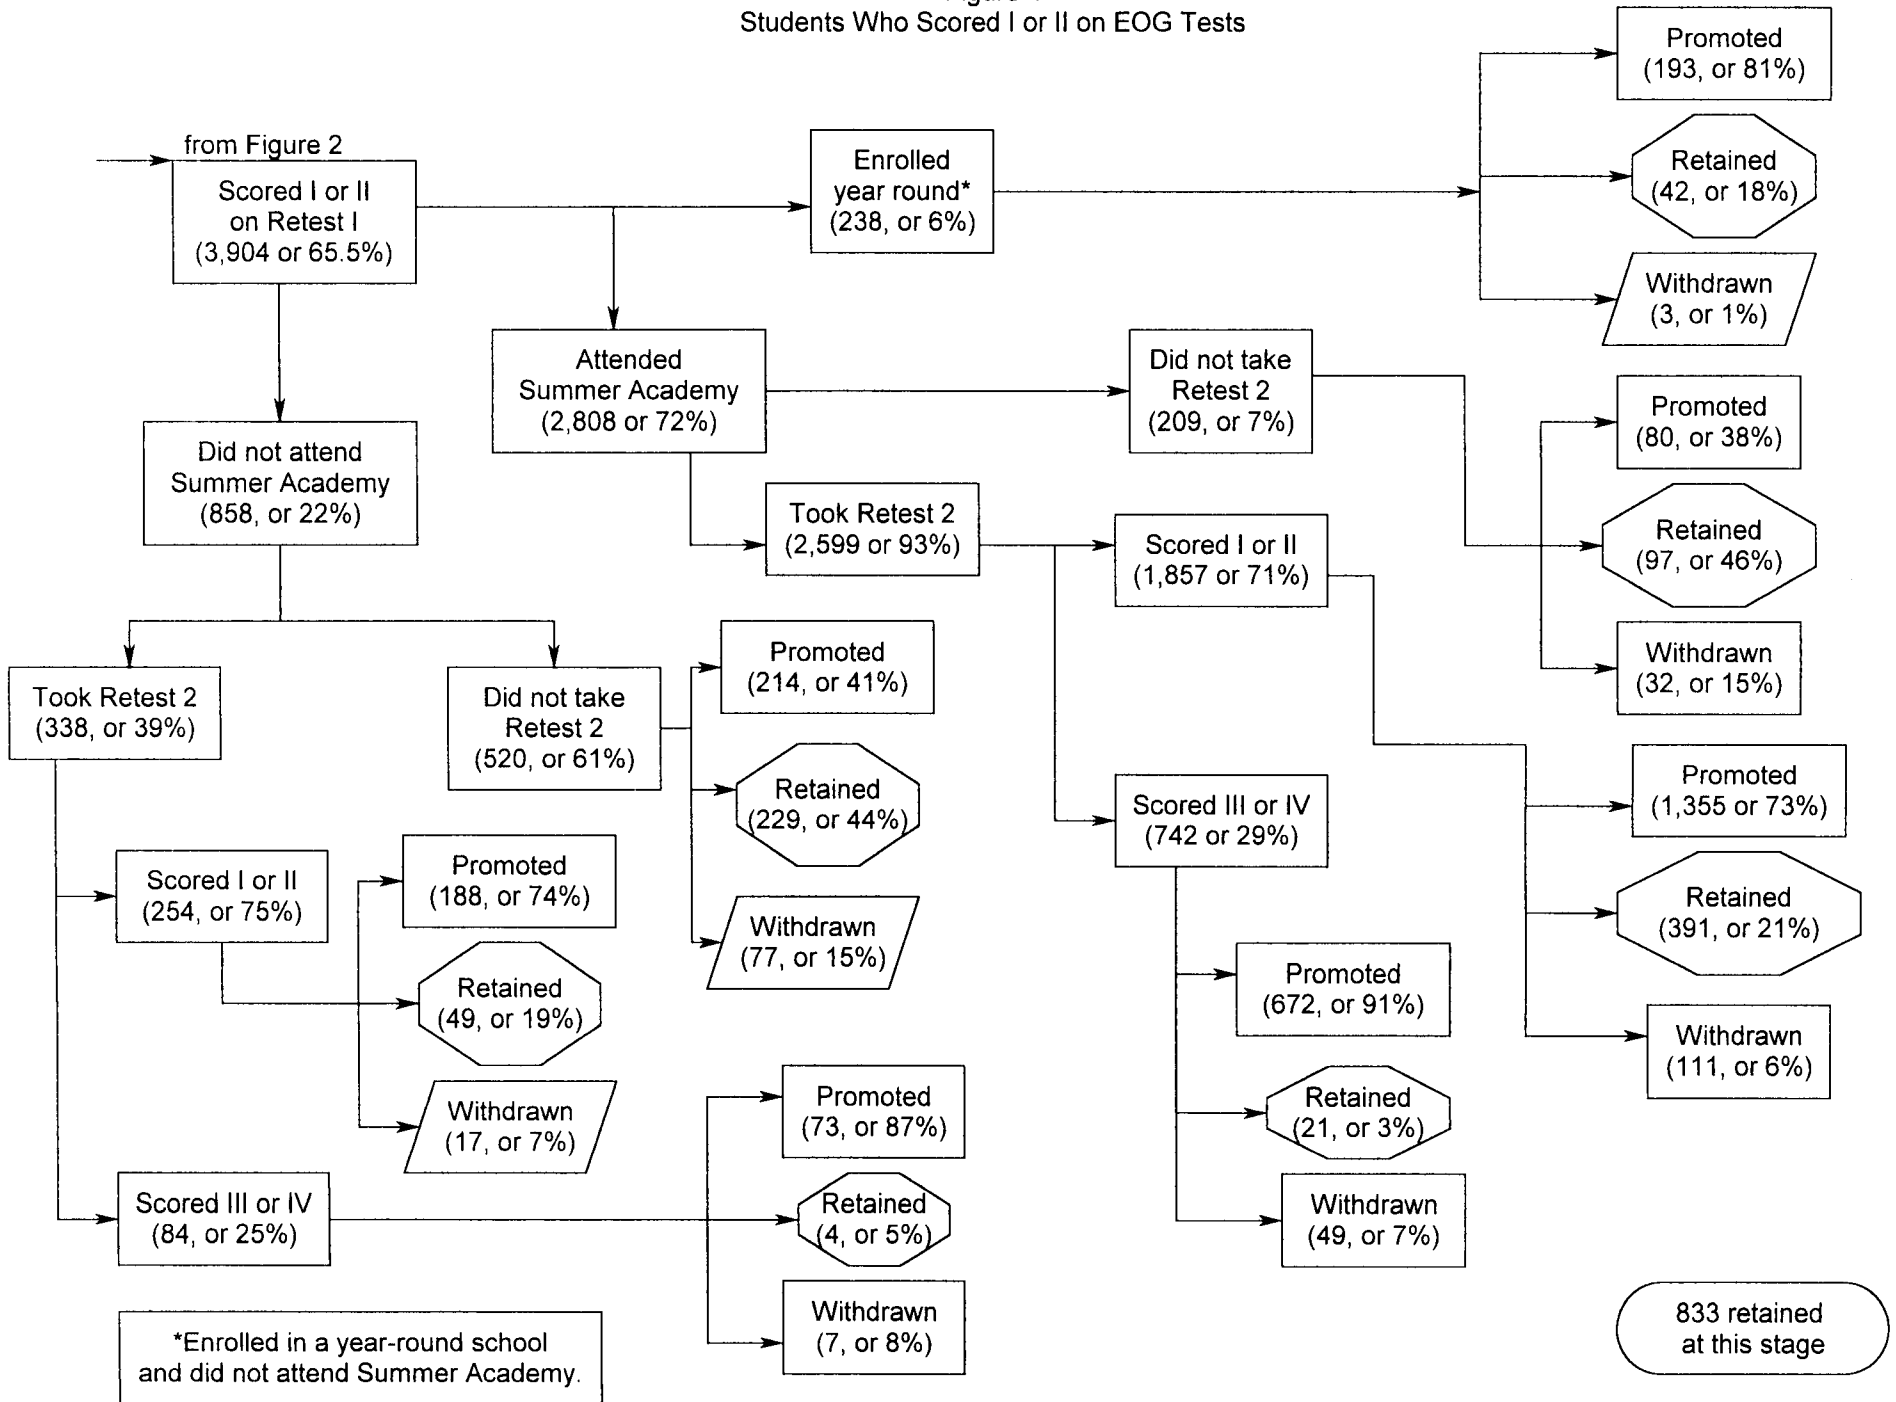 Students Who Scored I or II on EOG Tests
from Figure 2
Scored I or II
on Retest I
(3,904 or 65.5%)
Enrolled
year round*
(238, or 6%)
Promoted
(193, or 81%)
Retained
(42, or 18%)
Withdrawn
(3, or 1%)
Attended
Summer Academy
(2,808 or 72%)
Did not take
Retest 2
(209, or 7%)
Promoted
(80, or 38%)
Retained
(97, or 46%)
Withdrawn
(32, or 15%)
Did not attend
Summer Academy
(858, or 22%)
Took Retest 2
(2,599 or 93%)
Scored I or II
(1,857 or 71%)
Promoted
(1,355 or 73%)
Retained
(391, or 21%)
Withdrawn
(111, or 6%)
Scored III or IV
(742 or 29%)
Promoted
(672, or 91%)
Retained
(21, or 3%)
Withdrawn
(49, or 7%)
Took Retest 2
(338, or 39%)
Did not take
Retest 2
(520, or 61%)
Promoted
(214, or 41%)
Retained
(229, or 44%)
Withdrawn
(77, or 15%)
Scored I or II
(254, or 75%)
Promoted
(188, or 74%)
Retained
(49, or 19%)
Withdrawn
(17, or 7%)
Scored III or IV
(84, or 25%)
Promoted
(73, or 87%)
Retained
(4, or 5%)
Withdrawn
(7, or 8%)
*Enrolled in a year-round school
and did not attend Summer Academy.
833 retained
at this stage